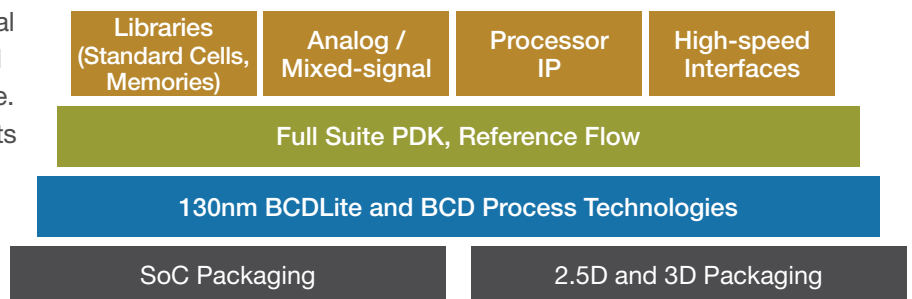 Libraries
(Standard Cells,
Memories)
Analog /
Mixed-signal
Processor
IP
High-speed
Interfaces
Full Suite PDK, Reference Flow
130nm BCDLite and BCD Process Technologies
SoC Packaging
2.5D and 3D Packaging